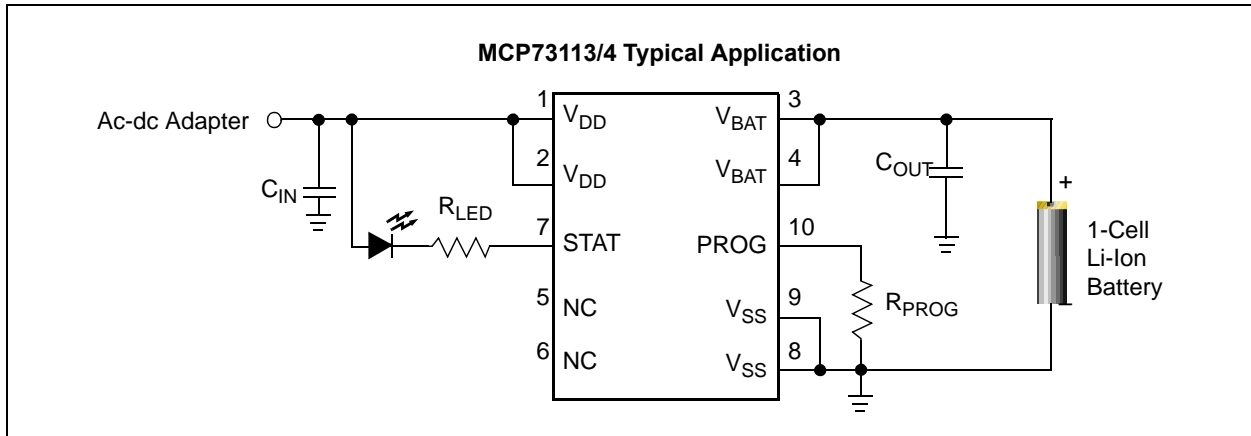 MCP73113/4 Typical Application
Ac-dc Adapter
C_IN
R_LED
1
V_DD
2
V_DD
7
STAT
5
NC
6
NC
3
V_BAT
4
V_BAT
10
PROG
9
V_SS
8
V_SS
C_OUT
R_PROG
+
1-Cell
Li-Ion
Battery
–